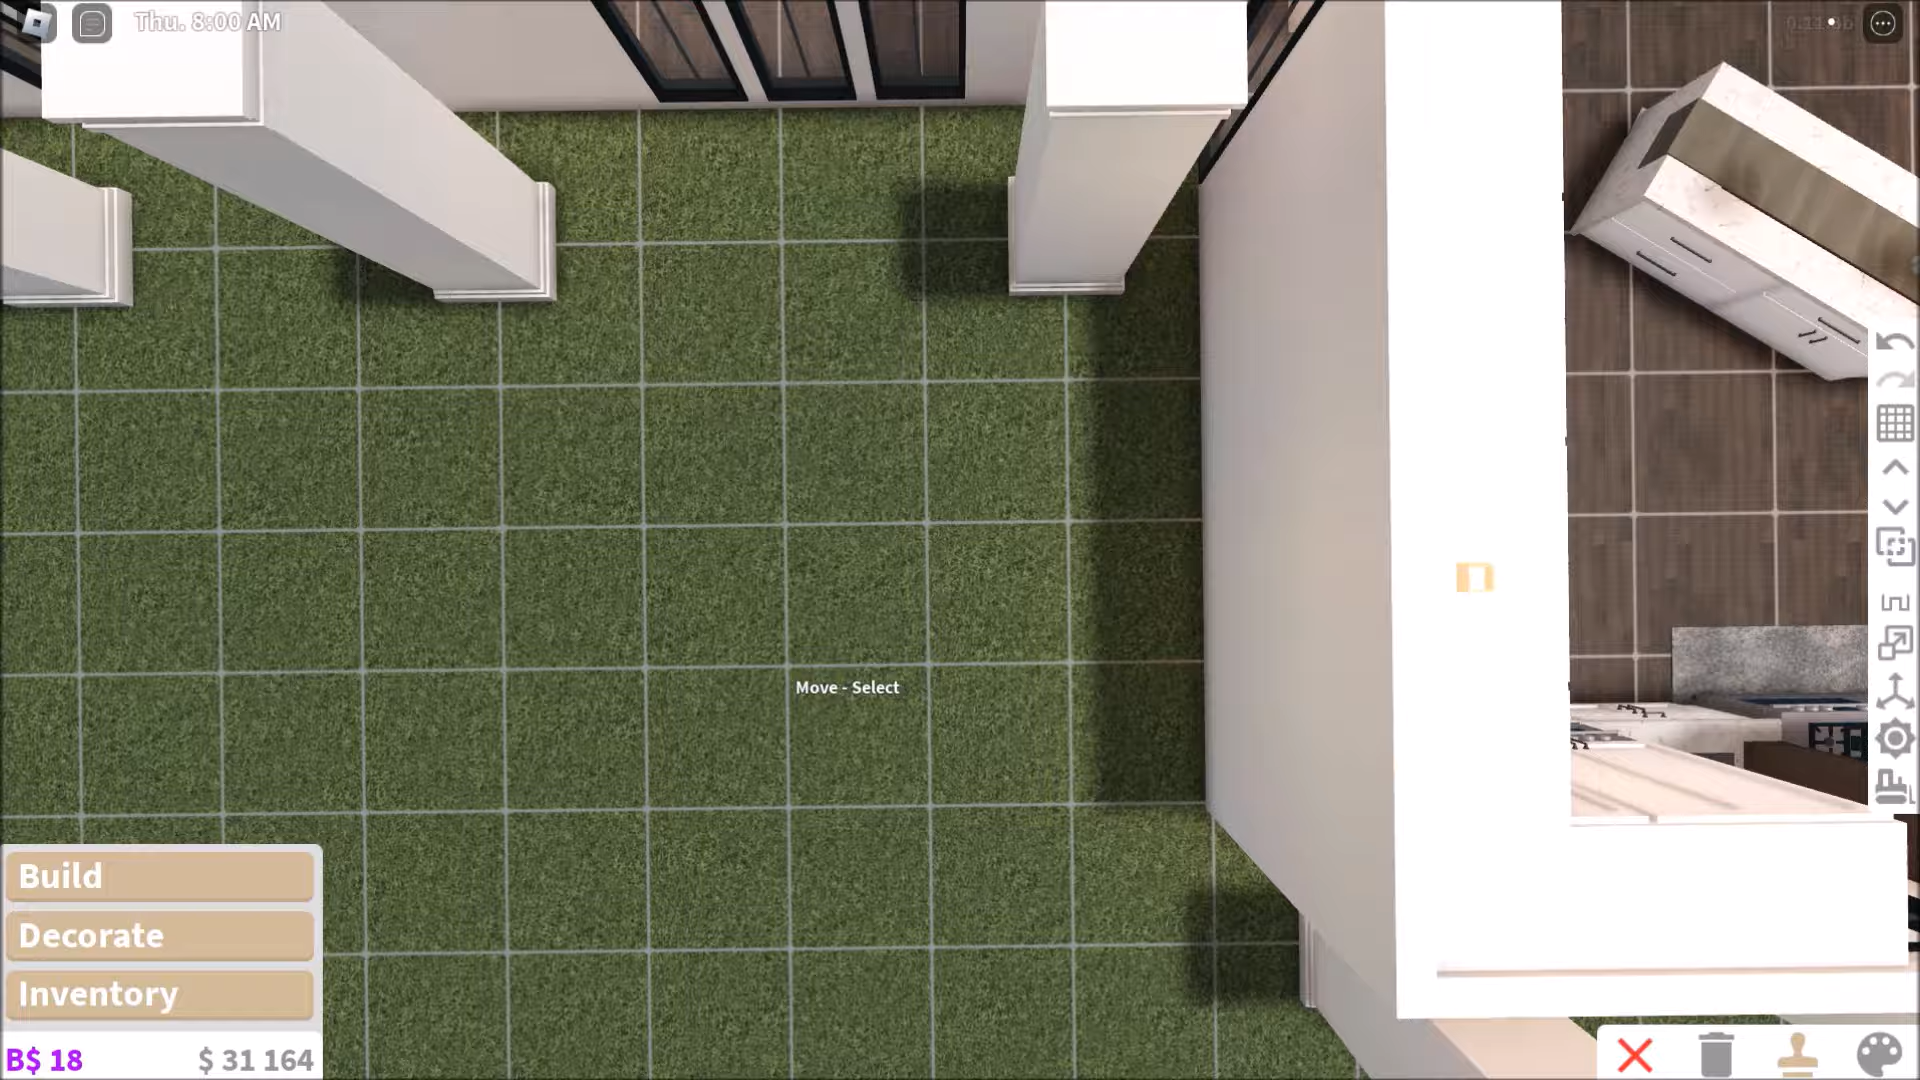 Thu. 8:00 AM
Move - Select
Build
Decorate
Inventory
B$ 18
$ 31 164